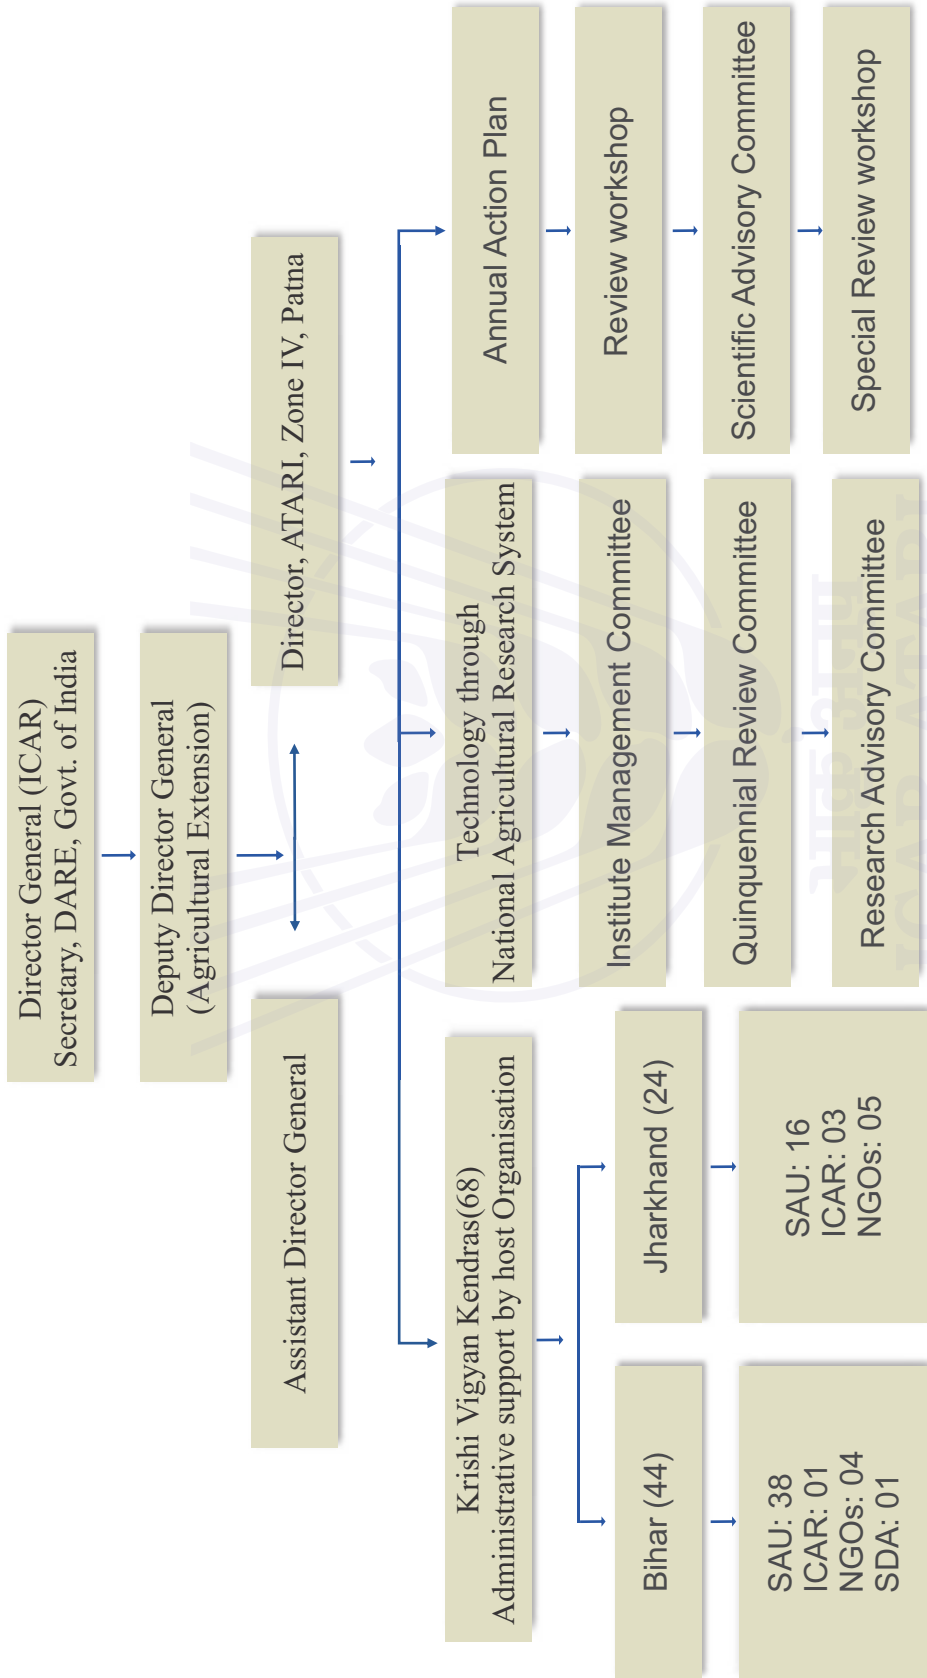 Director General (ICAR)
Secretary, DARE, Govt. of India
Deputy Director General
(Agricultural Extension)
Assistant Director General
Director, ATARI, Zone IV, Patna
Krishi Vigyan Kendras(68)
Administrative support by host Organisation
Technology through
National Agricultural Research System
Annual Action Plan
Bihar (44)
Jharkhand (24)
Institute Management Committee
Review workshop
SAU: 38
ICAR: 01
NGOs: 04
SDA: 01
SAU: 16
ICAR: 03
NGOs: 05
Quinquennial Review Committee
Scientific Advisory Committee
Research Advisory Committee
Special Review workshop
ICAR ATARI